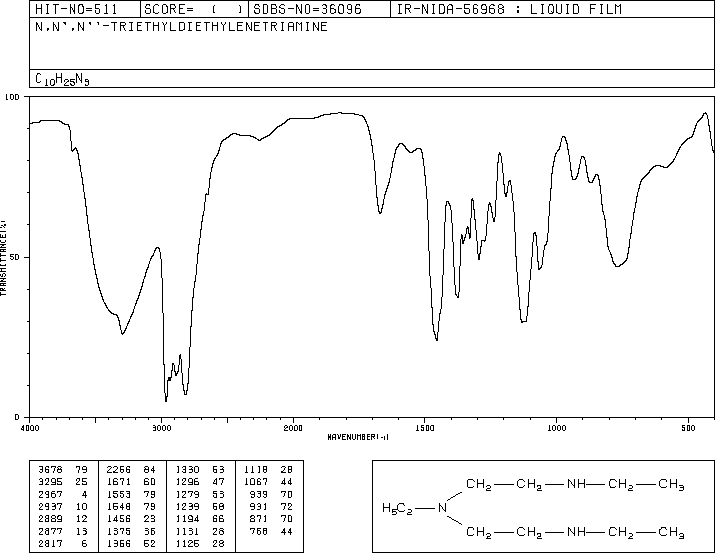 HIT-NO=511 SCORE= ( ) SDBS-NO=36096 IR-NIDA-56968 : LIQUID FILM
N,N',N''-TRIETHYLDIETHYLENETRIAMINE
C10H25N3
100
50
0
TRANSMITTANCE(%)
4000 3000 2000 1500 1000 500
WAVENUMBER(-1)
3678 79 2256 84 1330 53 1118 28
3295 25 1671 60 1296 47 1067 44
2967 4 1553 79 1279 53 939 70
2937 10 1548 79 1239 58 931 72
2889 12 1456 23 1194 66 871 70
2877 13 1375 36 1131 28 768 44
2817 6 1356 52 1125 28
CH2—CH2—NH—CH2—CH3
H5C2—N
CH2—CH2—NH—CH2—CH3